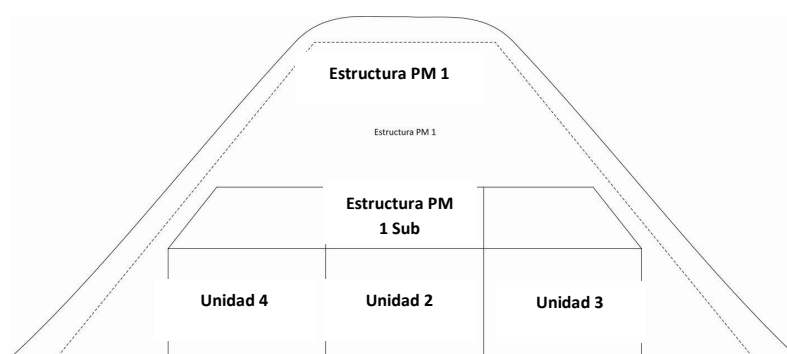 Estructura PM 1
Estructura PM 1
Estructura PM
1 Sub
Unidad 4
Unidad 2
Unidad 3